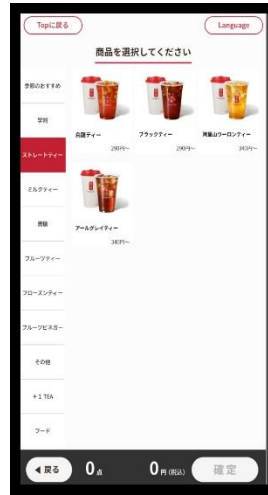 Topに戻る
Language
商品を選択してください
季節のおすすめ
学割
ストレートティー
ミルクティー
黒糖
フルーツティー
フローズンティー
フルーツビネガー
その他
+1 TEA
フード
白桃ティー
290円～
ブラックティー
290円～
阿里山ウーロンティー
340円～
アールグレイティー
340円～
戻る
0点
0円(税込)
確定